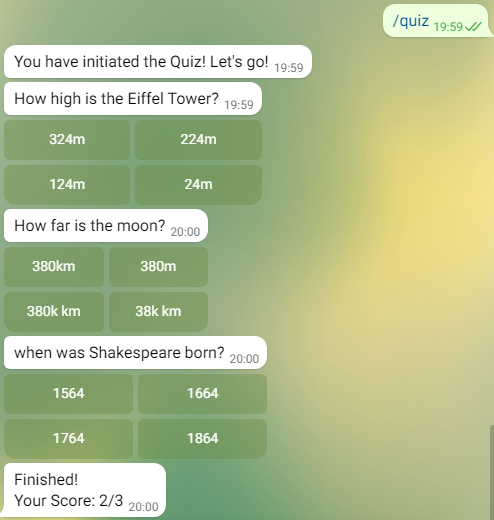 /quiz 19:59
You have initiated the Quiz! Let's go! 19:59
How high is the Eiffel Tower? 19:59
324m 224m
124m 24m
How far is the moon? 20:00
380km 380m
380k km 38k km
when was Shakespeare born? 20:00
1564 1664
1764 1864
Finished!
Your Score: 2/3 20:00